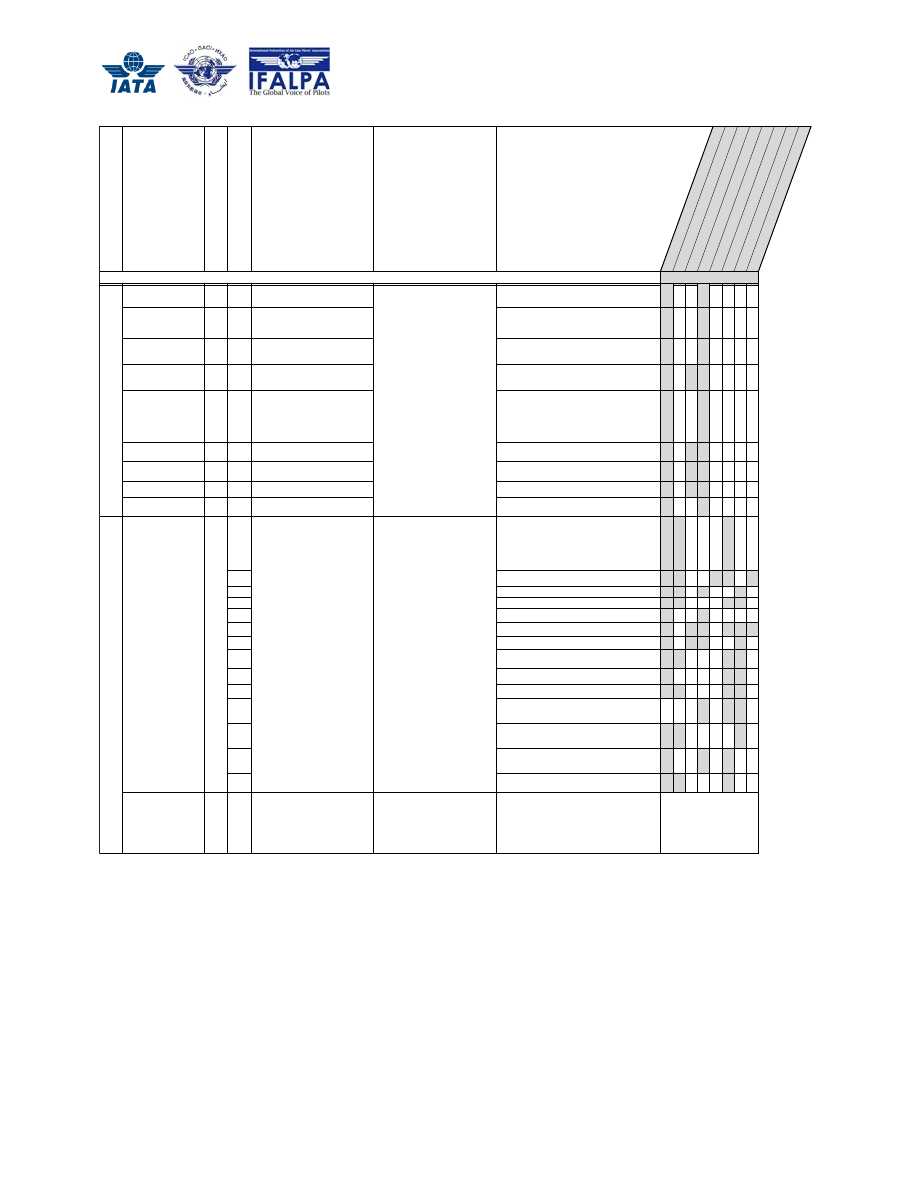 IATA
ICAO · OACI · ИКАО
International Federation of Air Line Pilots' Associations
IFALPA
The Global Voice of Pilots